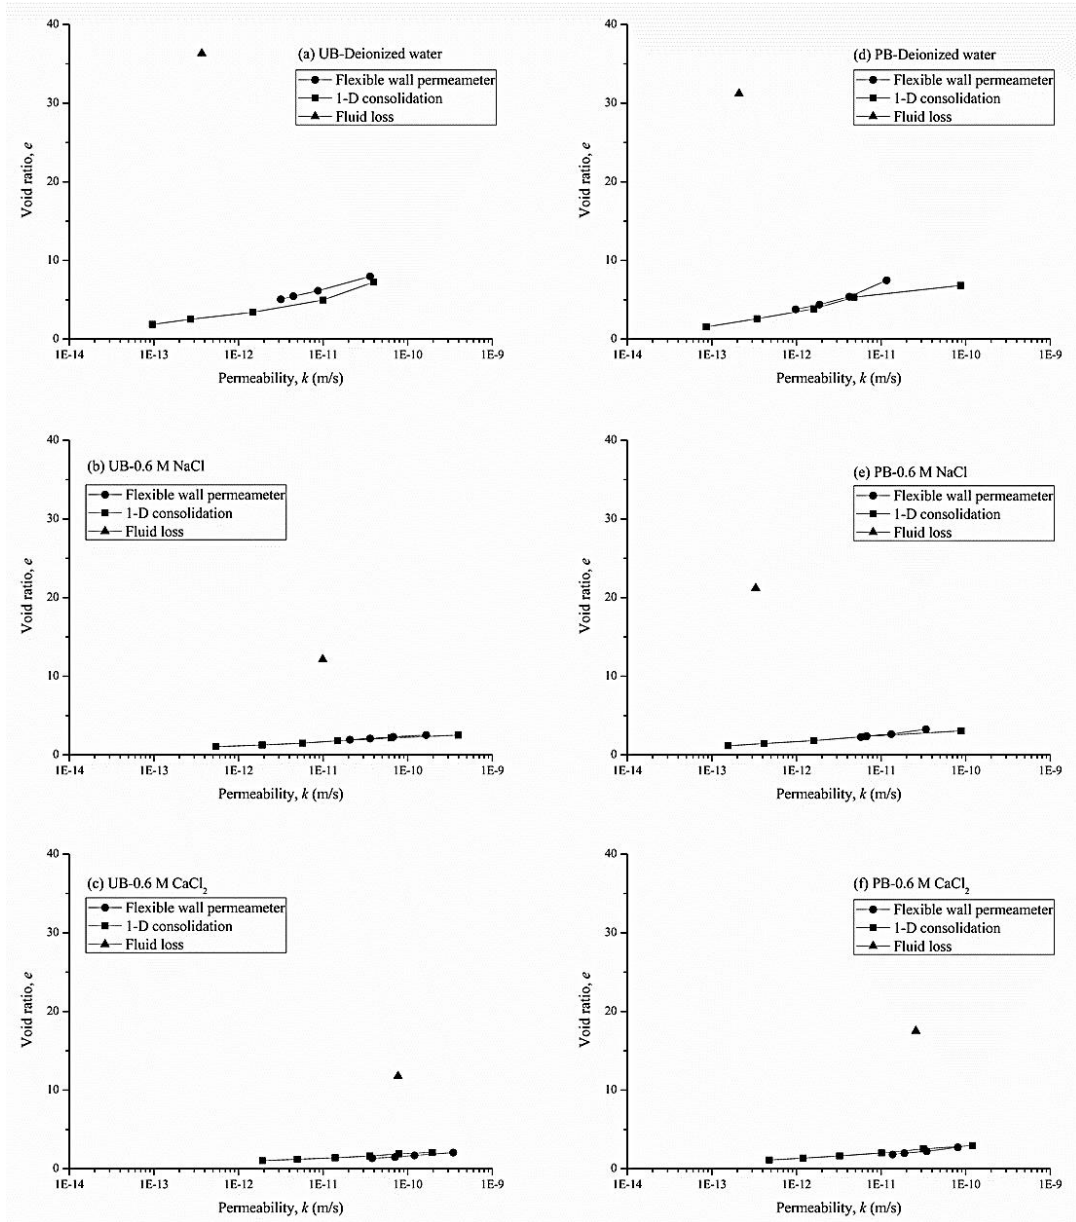 40
30
20
10
0
Void ratio, e
(a) UB-Deionized water
Flexible wall permeameter
1-D consolidation
Fluid loss
1E-14 1E-13 1E-12 1E-11 1E-10 1E-9
Permeability, k (m/s)
40
30
20
10
0
Void ratio, e
(d) PB-Deionized water
Flexible wall permeameter
1-D consolidation
Fluid loss
1E-14 1E-13 1E-12 1E-11 1E-10 1E-9
Permeability, k (m/s)
40
30
20
10
0
Void ratio, e
(b) UB-0.6 M NaCl
Flexible wall permeameter
1-D consolidation
Fluid loss
1E-14 1E-13 1E-12 1E-11 1E-10 1E-9
Permeability, k (m/s)
40
30
20
10
0
Void ratio, e
(e) PB-0.6 M NaCl
Flexible wall permeameter
1-D consolidation
Fluid loss
1E-14 1E-13 1E-12 1E-11 1E-10 1E-9
Permeability, k (m/s)
40
30
20
10
0
Void ratio, e
(c) UB-0.6 M CaCl₂
Flexible wall permeameter
1-D consolidation
Fluid loss
1E-14 1E-13 1E-12 1E-11 1E-10 1E-9
Permeability, k (m/s)
40
30
20
10
0
Void ratio, e
(f) PB-0.6 M CaCl₂
Flexible wall permeameter
1-D consolidation
Fluid loss
1E-14 1E-13 1E-12 1E-11 1E-10 1E-9
Permeability, k (m/s)